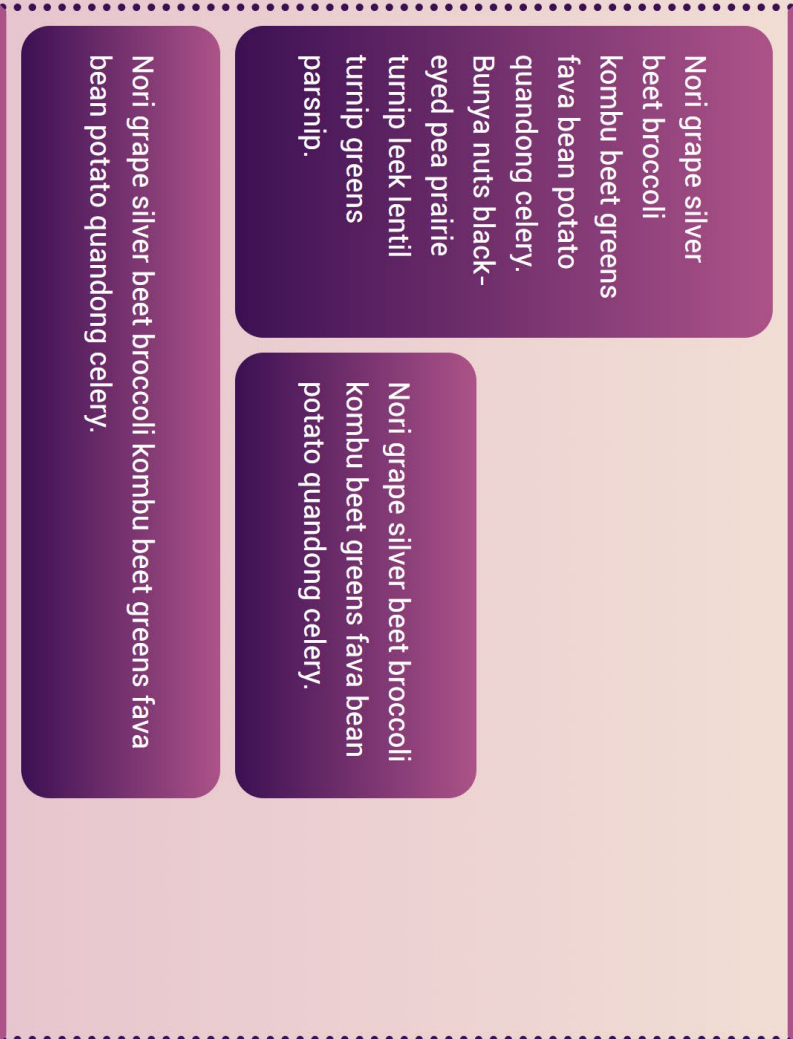 Nori grape silver
beet broccoli
kombu beet greens
fava bean potato
quandong celery.
Bunya nuts black-
eyed pea prairie
turnip leek lentil
turnip greens
parsnip.
Nori grape silver beet broccoli
kombu beet greens fava bean
potato quandong celery.
Nori grape silver beet broccoli kombu beet greens fava
bean potato quandong celery.